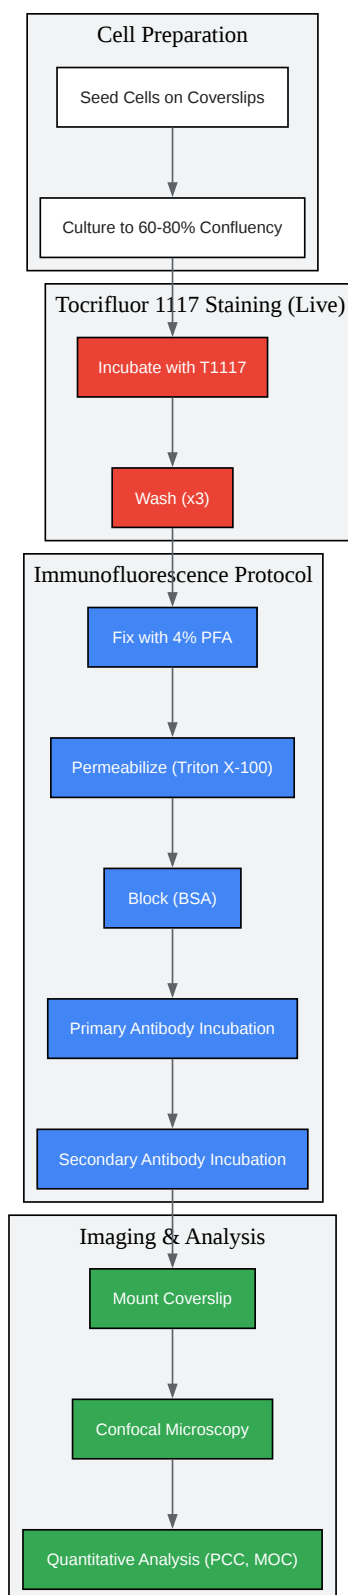 Cell Preparation
Seed Cells on Coverslips
Culture to 60-80% Confluency
Tocrifluor 1117 Staining (Live)
Incubate with T1117
Wash (x3)
Immunofluorescence Protocol
Fix with 4% PFA
Permeabilize (Triton X-100)
Block (BSA)
Primary Antibody Incubation
Secondary Antibody Incubation
Imaging & Analysis
Mount Coverslip
Confocal Microscopy
Quantitative Analysis (PCC, MOC)